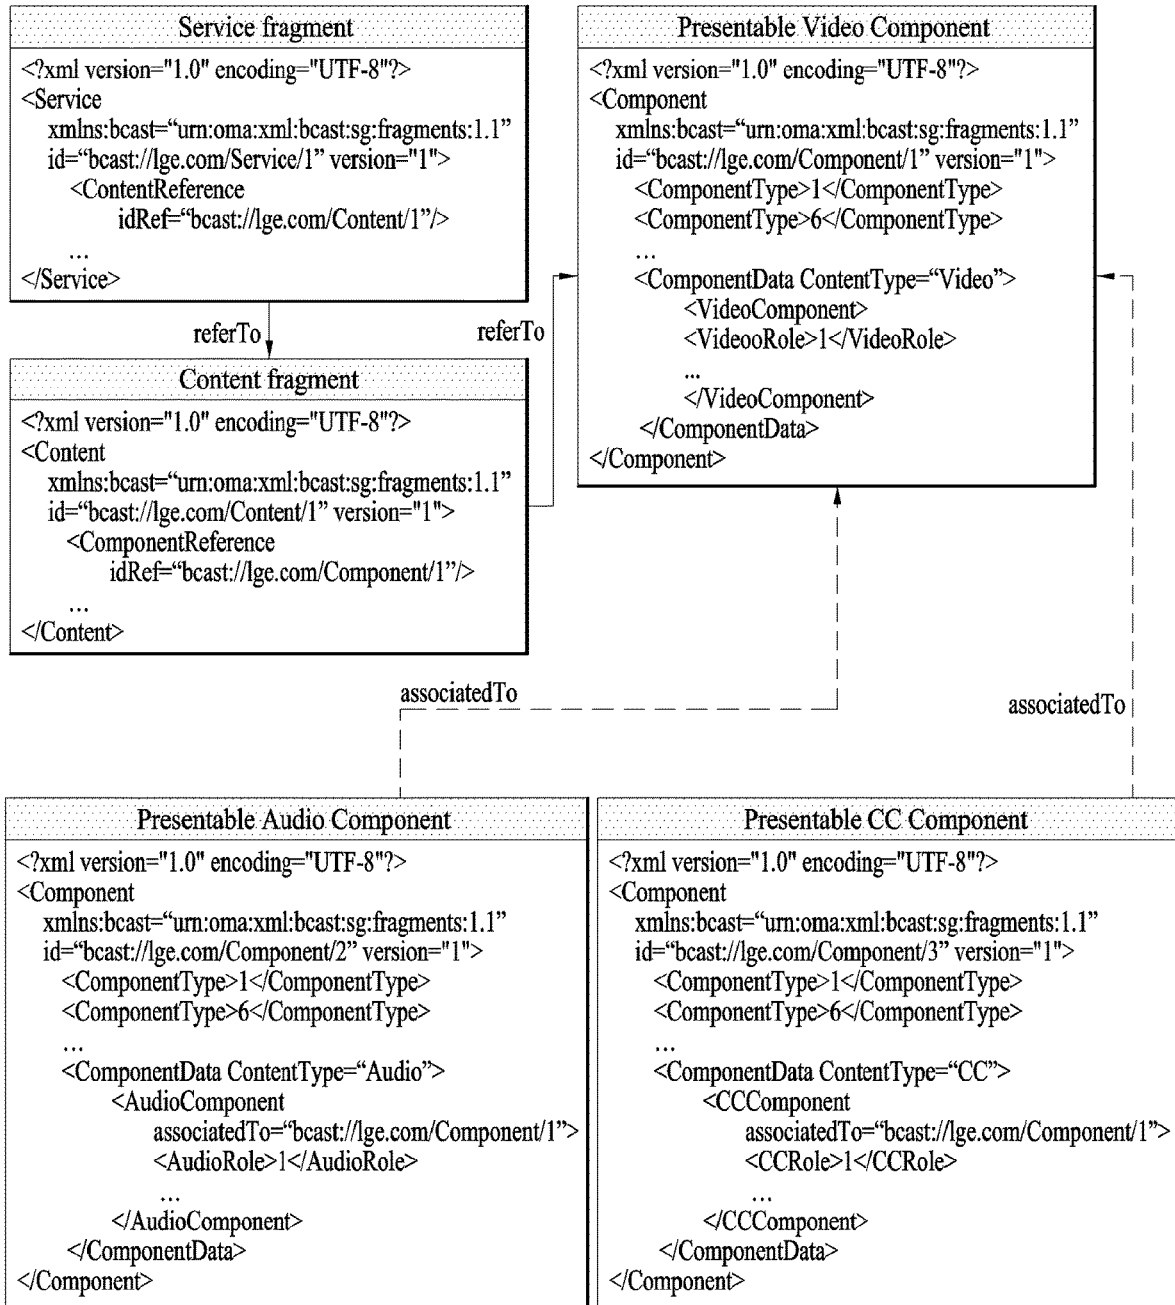 Service fragment
<?xml version="1.0" encoding="UTF-8"?>
<Service
xmlns:bcast=“urn:oma:xml:bcast:sg:fragments:1.1”
id=“bcast://lge.com/Service/1” version="1">
<ContentReference
idRef=“bcast://lge.com/Content/1”/>
...
</Service>
referTo
Content fragment
<?xml version="1.0" encoding="UTF-8"?>
<Content
xmlns:bcast=“urn:oma:xml:bcast:sg:fragments:1.1”
id=“bcast://lge.com/Content/1” version="1">
<ComponentReference
idRef=“bcast://lge.com/Component/1”/>
...
</Content>
referTo
Presentable Video Component
<?xml version="1.0" encoding="UTF-8"?>
<Component
xmlns:bcast=“urn:oma:xml:bcast:sg:fragments:1.1”
id=“bcast://lge.com/Component/1” version="1">
<ComponentType>1</ComponentType>
<ComponentType>6</ComponentType>
...
<ComponentData ContentType=“Video”>
<VideoComponent>
<VideooRole>1</VideoRole>
...
</VideoComponent>
</ComponentData>
</Component>
associatedTo
associatedTo
Presentable Audio Component
<?xml version="1.0" encoding="UTF-8"?>
<Component
xmlns:bcast=“urn:oma:xml:bcast:sg:fragments:1.1”
id=“bcast://lge.com/Component/2” version="1">
<ComponentType>1</ComponentType>
<ComponentType>6</ComponentType>
...
<ComponentData ContentType=“Audio”>
<AudioComponent
associatedTo=“bcast://lge.com/Component/1”>
<AudioRole>1</AudioRole>
...
</AudioComponent>
</ComponentData>
</Component>
Presentable CC Component
<?xml version="1.0" encoding="UTF-8"?>
<Component
xmlns:bcast=“urn:oma:xml:bcast:sg:fragments:1.1”
id=“bcast://lge.com/Component/3” version="1">
<ComponentType>1</ComponentType>
<ComponentType>6</ComponentType>
...
<ComponentData ContentType=“CC”>
<CCComponent
associatedTo=“bcast://lge.com/Component/1”>
<CCRole>1</CCRole>
...
</CCComponent>
</ComponentData>
</Component>